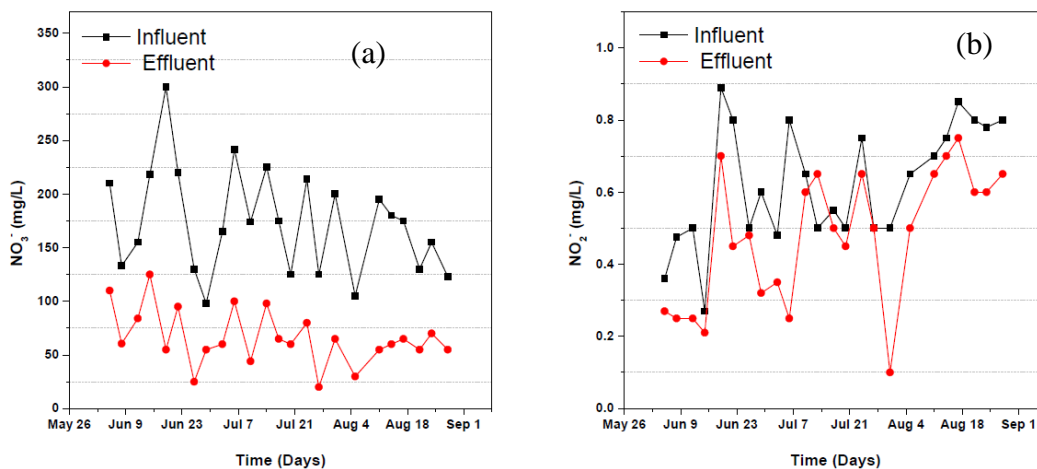 350
300
250
200
150
100
50
0
NO3- (mg/L)
Influent
Effluent
(a)
May 26 Jun 9 Jun 23 Jul 7 Jul 21 Aug 4 Aug 18 Sep 1
Time (Days)
1.0
0.8
0.6
0.4
0.2
0.0
NO2- (mg/L)
Influent
Effluent
(b)
May 26 Jun 9 Jun 23 Jul 7 Jul 21 Aug 4 Aug 18 Sep 1
Time (Days)